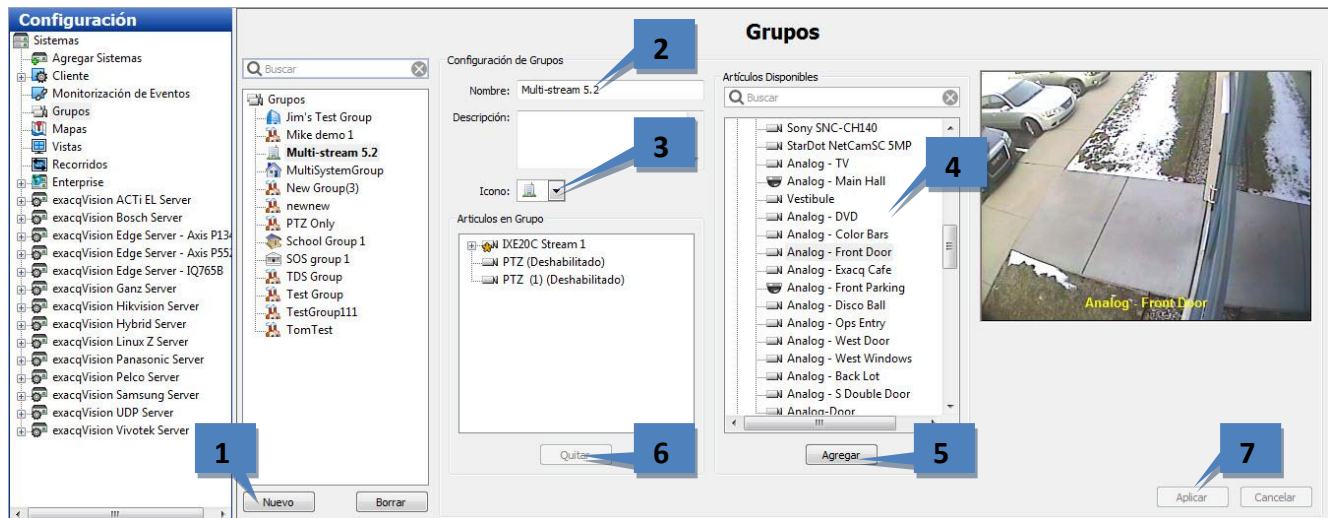 Configuración
Sistemas
Agregar Sistemas
Cliente
Monitorización de Eventos
Grupos
Mapas
Vistas
Recorridos
Enterprise
exacqVision ACTi EL Server
exacqVision Bosch Server
exacqVision Edge Server - Axis P134
exacqVision Edge Server - Axis P55
exacqVision Edge Server - IQ765B
exacqVision Ganz Server
exacqVision Hikvision Server
exacqVision Hybrid Server
exacqVision Linux Z Server
exacqVision Panasonic Server
exacqVision Pelco Server
exacqVision Samsung Server
exacqVision UDP Server
exacqVision Vivotek Server
1
Grupos
Buscar
Grupos
Jim's Test Group
Mike demo 1
Multi-stream 5.2
MultiSystemGroup
New Group(3)
newnew
PTZ Only
School Group 1
SOS group 1
TDS Group
Test Group
TestGroup111
TomTest
Nuevo
Borrar
Configuración de Grupos
2
Nombre: Multi-stream 5.2
Descripción:
3
Icono:
Articulos en Grupo
IXE20C Stream 1
PTZ (Deshabilitado)
PTZ (1) (Deshabilitado)
Quitar
6
Artículos Disponibles
Buscar
Sony SNC-CH140
StarDot NetCamSC 5MP
Analog - TV
4
Analog - Main Hall
Vestibule
Analog - DVD
Analog - Color Bars
Analog - Front Door
Analog - Exacq Cafe
Analog - Front Parking
Analog - Disco Ball
Analog - Ops Entry
Analog - West Door
Analog - West Windows
Analog - Back Lot
Analog - S Double Door
Analog-Door
Agregar
5
Analog - Front Door
7
Aplicar
Cancelar